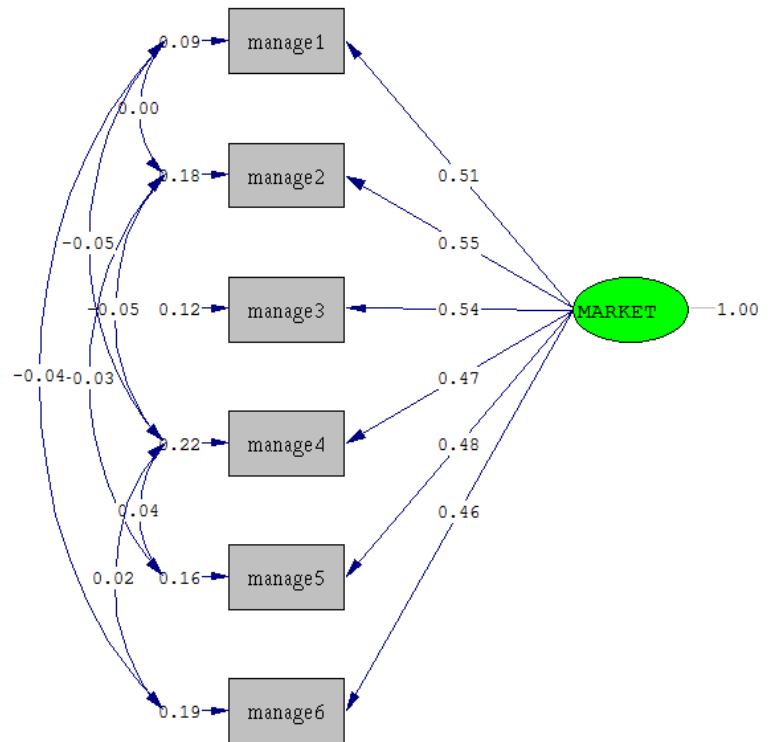 0.09 manage1
0.00
0.18 manage2 0.51
-0.05 0.55
-0.05 0.12 manage3 0.54 MARKET 1.00
-0.04 -0.03 0.47
0.22 manage4 0.48
0.04 0.46
0.02 0.16 manage5
0.19 manage6